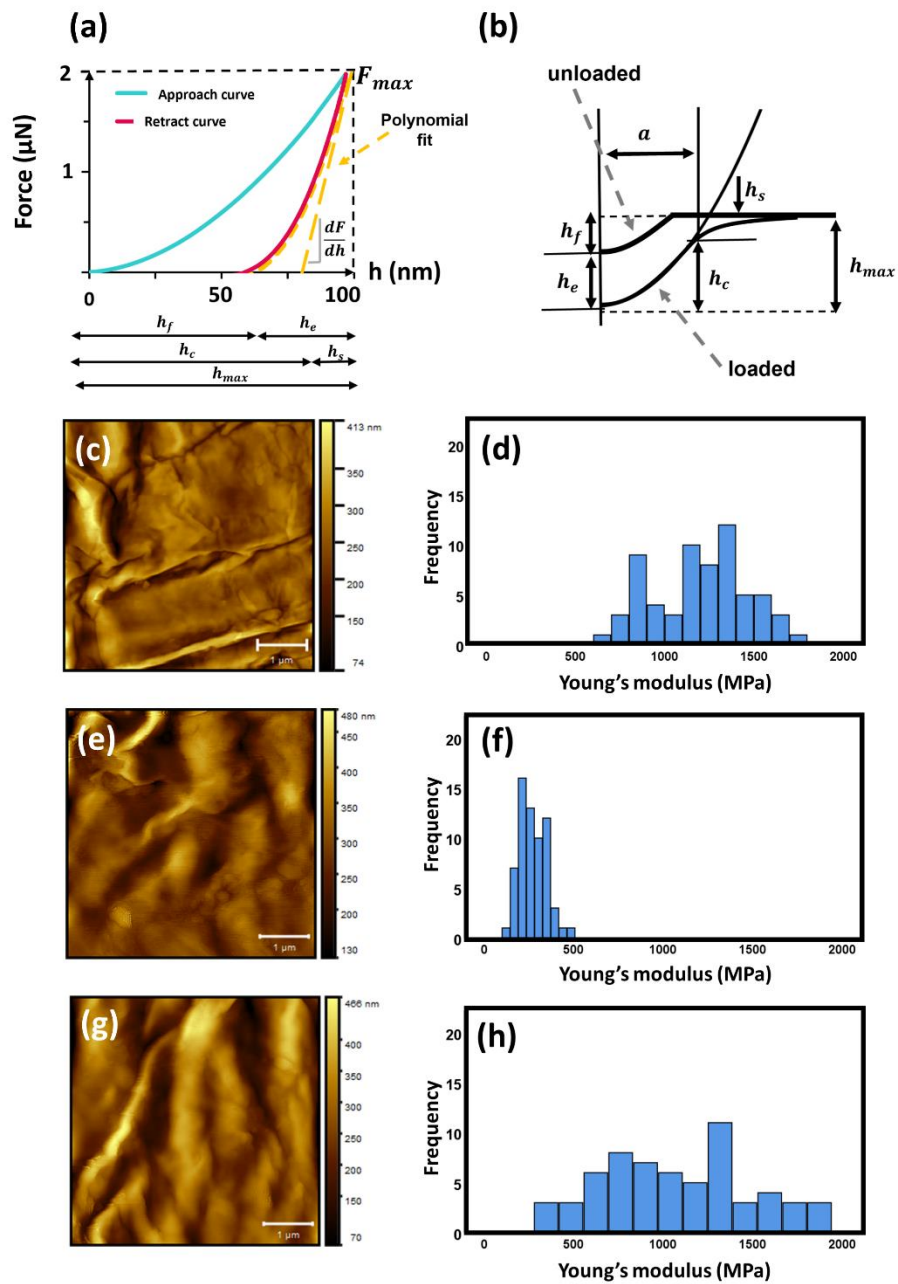 (a)
2
F_max
Approach curve
Retract curve
Polynomial
fit
Force (μN)
1
dF
dh
h (nm)
0
50
100
h_f
h_e
h_c
h_s
h_max
(b)
unloaded
a
h_s
h_f
h_e
h_c
h_max
loaded
(c)
413 nm
350
300
250
200
150
74
1 μm
(d)
Frequency
20
15
10
5
0
0 500 1000 1500 2000
Young's modulus (MPa)
(e)
480 nm
450
400
350
300
250
200
130
1 μm
(f)
Frequency
20
15
10
5
0
0 500 1000 1500 2000
Young's modulus (MPa)
(g)
466 nm
400
350
300
250
200
150
70
1 μm
(h)
Frequency
20
15
10
5
0
0 500 1000 1500 2000
Young's modulus (MPa)